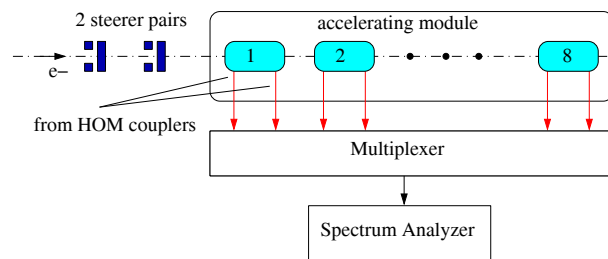 2 steerer pairs
accelerating module
e−
1
2
8
from HOM couplers
Multiplexer
Spectrum Analyzer